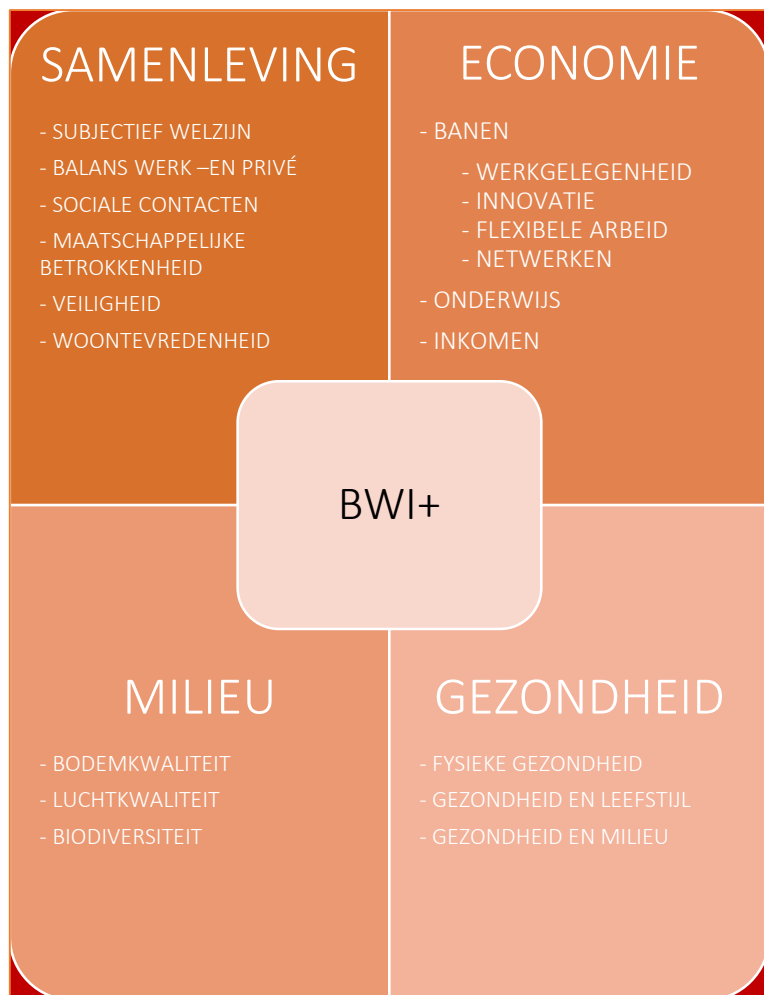 SAMENLEVING
- SUBJECTIEF WELZIJN
- BALANS WERK –EN PRIVÉ
- SOCIALE CONTACTEN
- MAATSCHAPPELIJKE
BETROKKENHEID
- VEILIGHEID
- WOONTEVREDENHEID
ECONOMIE
- BANEN
- WERKGELEGENHEID
- INNOVATIE
- FLEXIBELE ARBEID
- NETWERKEN
- ONDERWIJS
- INKOMEN
BWI+
MILIEU
- BODEMKWALITEIT
- LUCHTKWALITEIT
- BIODIVERSITEIT
GEZONDHEID
- FYSIEKE GEZONDHEID
- GEZONDHEID EN LEEFSTIJL
- GEZONDHEID EN MILIEU